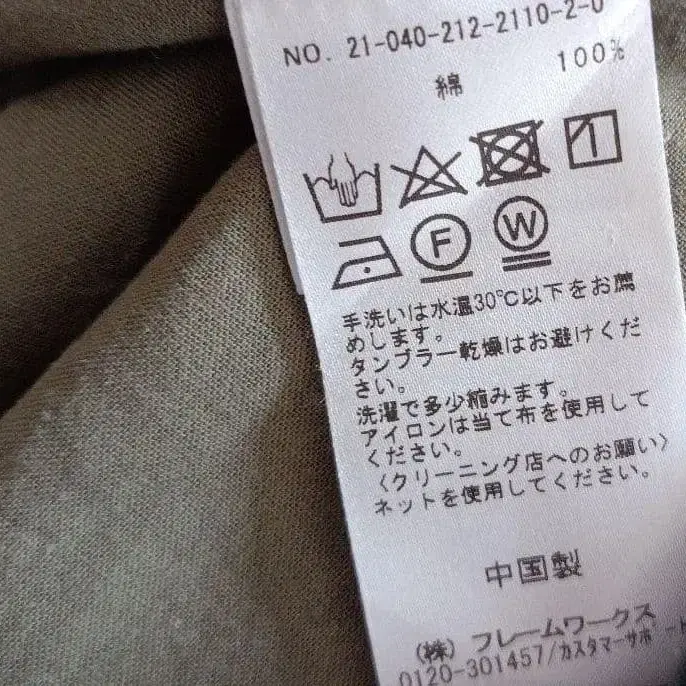 NO. 21-040-212-2110-2-0
綿 100%
F W
手洗いは水温30℃以下をお薦
めします。
タンブラー乾燥はお避けくだ
さい。
洗濯で多少縮みます。
アイロンは当て布を使用して
ください。
〈クリーニング店へのお願い〉
ネットを使用してください。
中国製
(株) フレームワークス
0120-301457/カスタマーサポート